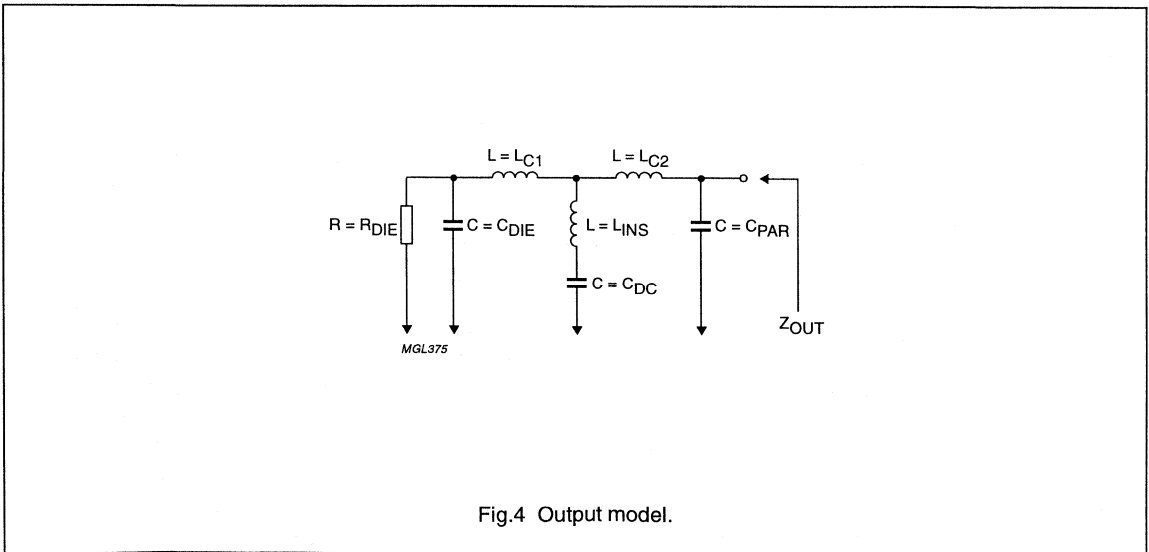 L = LC1
L = LC2
R = RDIE
C = CDIE
L = LINS
C = CPAR
C = CDC
ZOUT
MGL375
Fig.4 Output model.